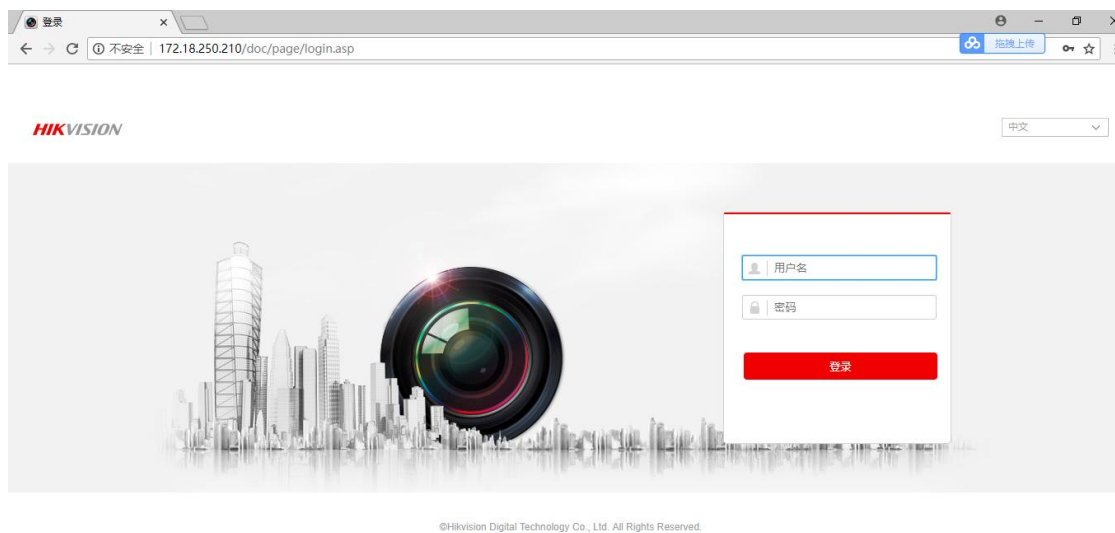 登录
不安全 | 172.18.250.210/doc/page/login.asp
拖拽上传
HIKVISION
中文
用户名
密码
登录
©Hikvision Digital Technology Co., Ltd. All Rights Reserved.